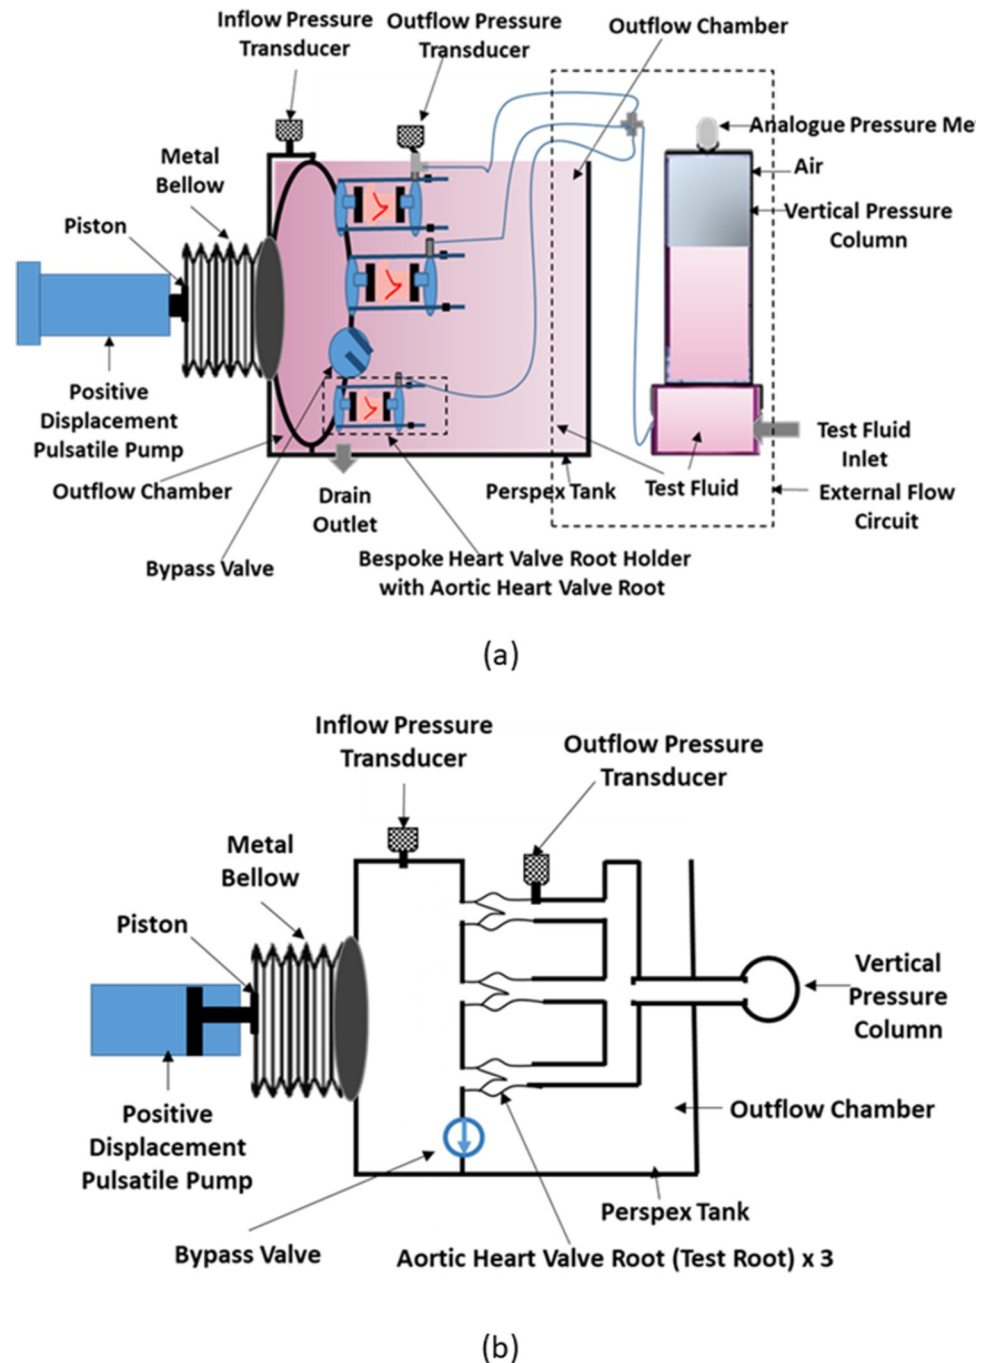 Inflow Pressure
Transducer
Outflow Pressure
Transducer
Outflow Chamber
Analogue Pressure Me
Metal
Bellow
Air
Piston
Vertical Pressure
Column
Positive
Displacement
Pulsatile Pump
Test Fluid
Inlet
Outflow Chamber
Drain
Outlet
Perspex Tank
Test Fluid
External Flow
Circuit
Bypass Valve
Bespoke Heart Valve Root Holder
with Aortic Heart Valve Root
(a)
Inflow Pressure
Transducer
Outflow Pressure
Transducer
Metal
Bellow
Piston
Vertical
Pressure
Column
Positive
Displacement
Pulsatile Pump
Outflow Chamber
Perspex Tank
Bypass Valve
Aortic Heart Valve Root (Test Root) x 3
(b)